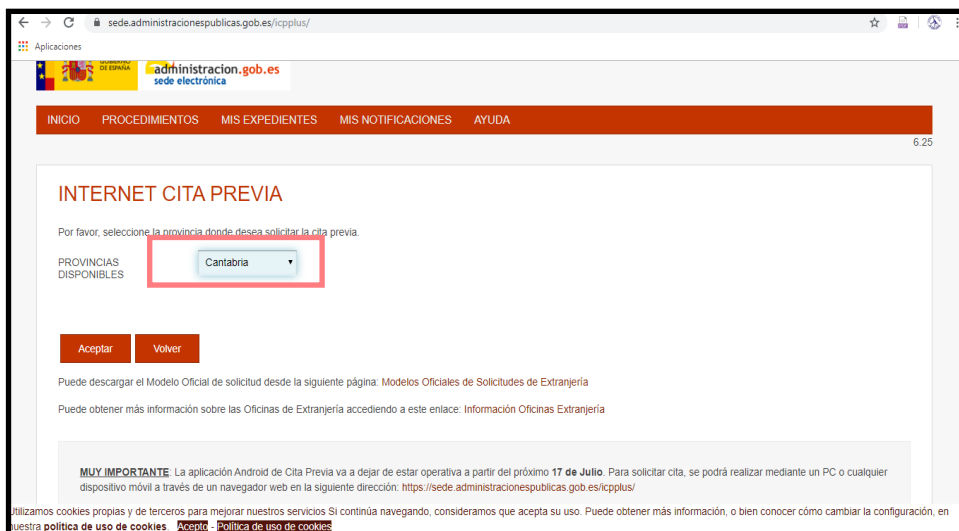 sede.administracionespublicas.gob.es/icpplus/
Aplicaciones
GOBIERNO
DE ESPAÑA
administracion.gob.es
sede electrónica
INICIO PROCEDIMIENTOS MIS EXPEDIENTES MIS NOTIFICACIONES AYUDA
6.25
INTERNET CITA PREVIA
Por favor, seleccione la provincia donde desea solicitar la cita previa.
PROVINCIAS
DISPONIBLES
Cantabria
Aceptar Volver
Puede descargar el Modelo Oficial de solicitud desde la siguiente página: Modelos Oficiales de Solicitudes de Extranjería
Puede obtener más información sobre las Oficinas de Extranjería accediendo a este enlace: Información Oficinas Extranjería
MUY IMPORTANTE: La aplicación Android de Cita Previa va a dejar de estar operativa a partir del próximo 17 de Julio. Para solicitar cita, se podrá realizar mediante un PC o cualquier
dispositivo móvil a través de un navegador web en la siguiente dirección: https://sede.administracionespublicas.gob.es/icpplus/
Utilizamos cookies propias y de terceros para mejorar nuestros servicios Si continúa navegando, consideramos que acepta su uso. Puede obtener más información, o bien conocer cómo cambiar la configuración, en
nuestra política de uso de cookies. Acepto - Política de uso de cookies